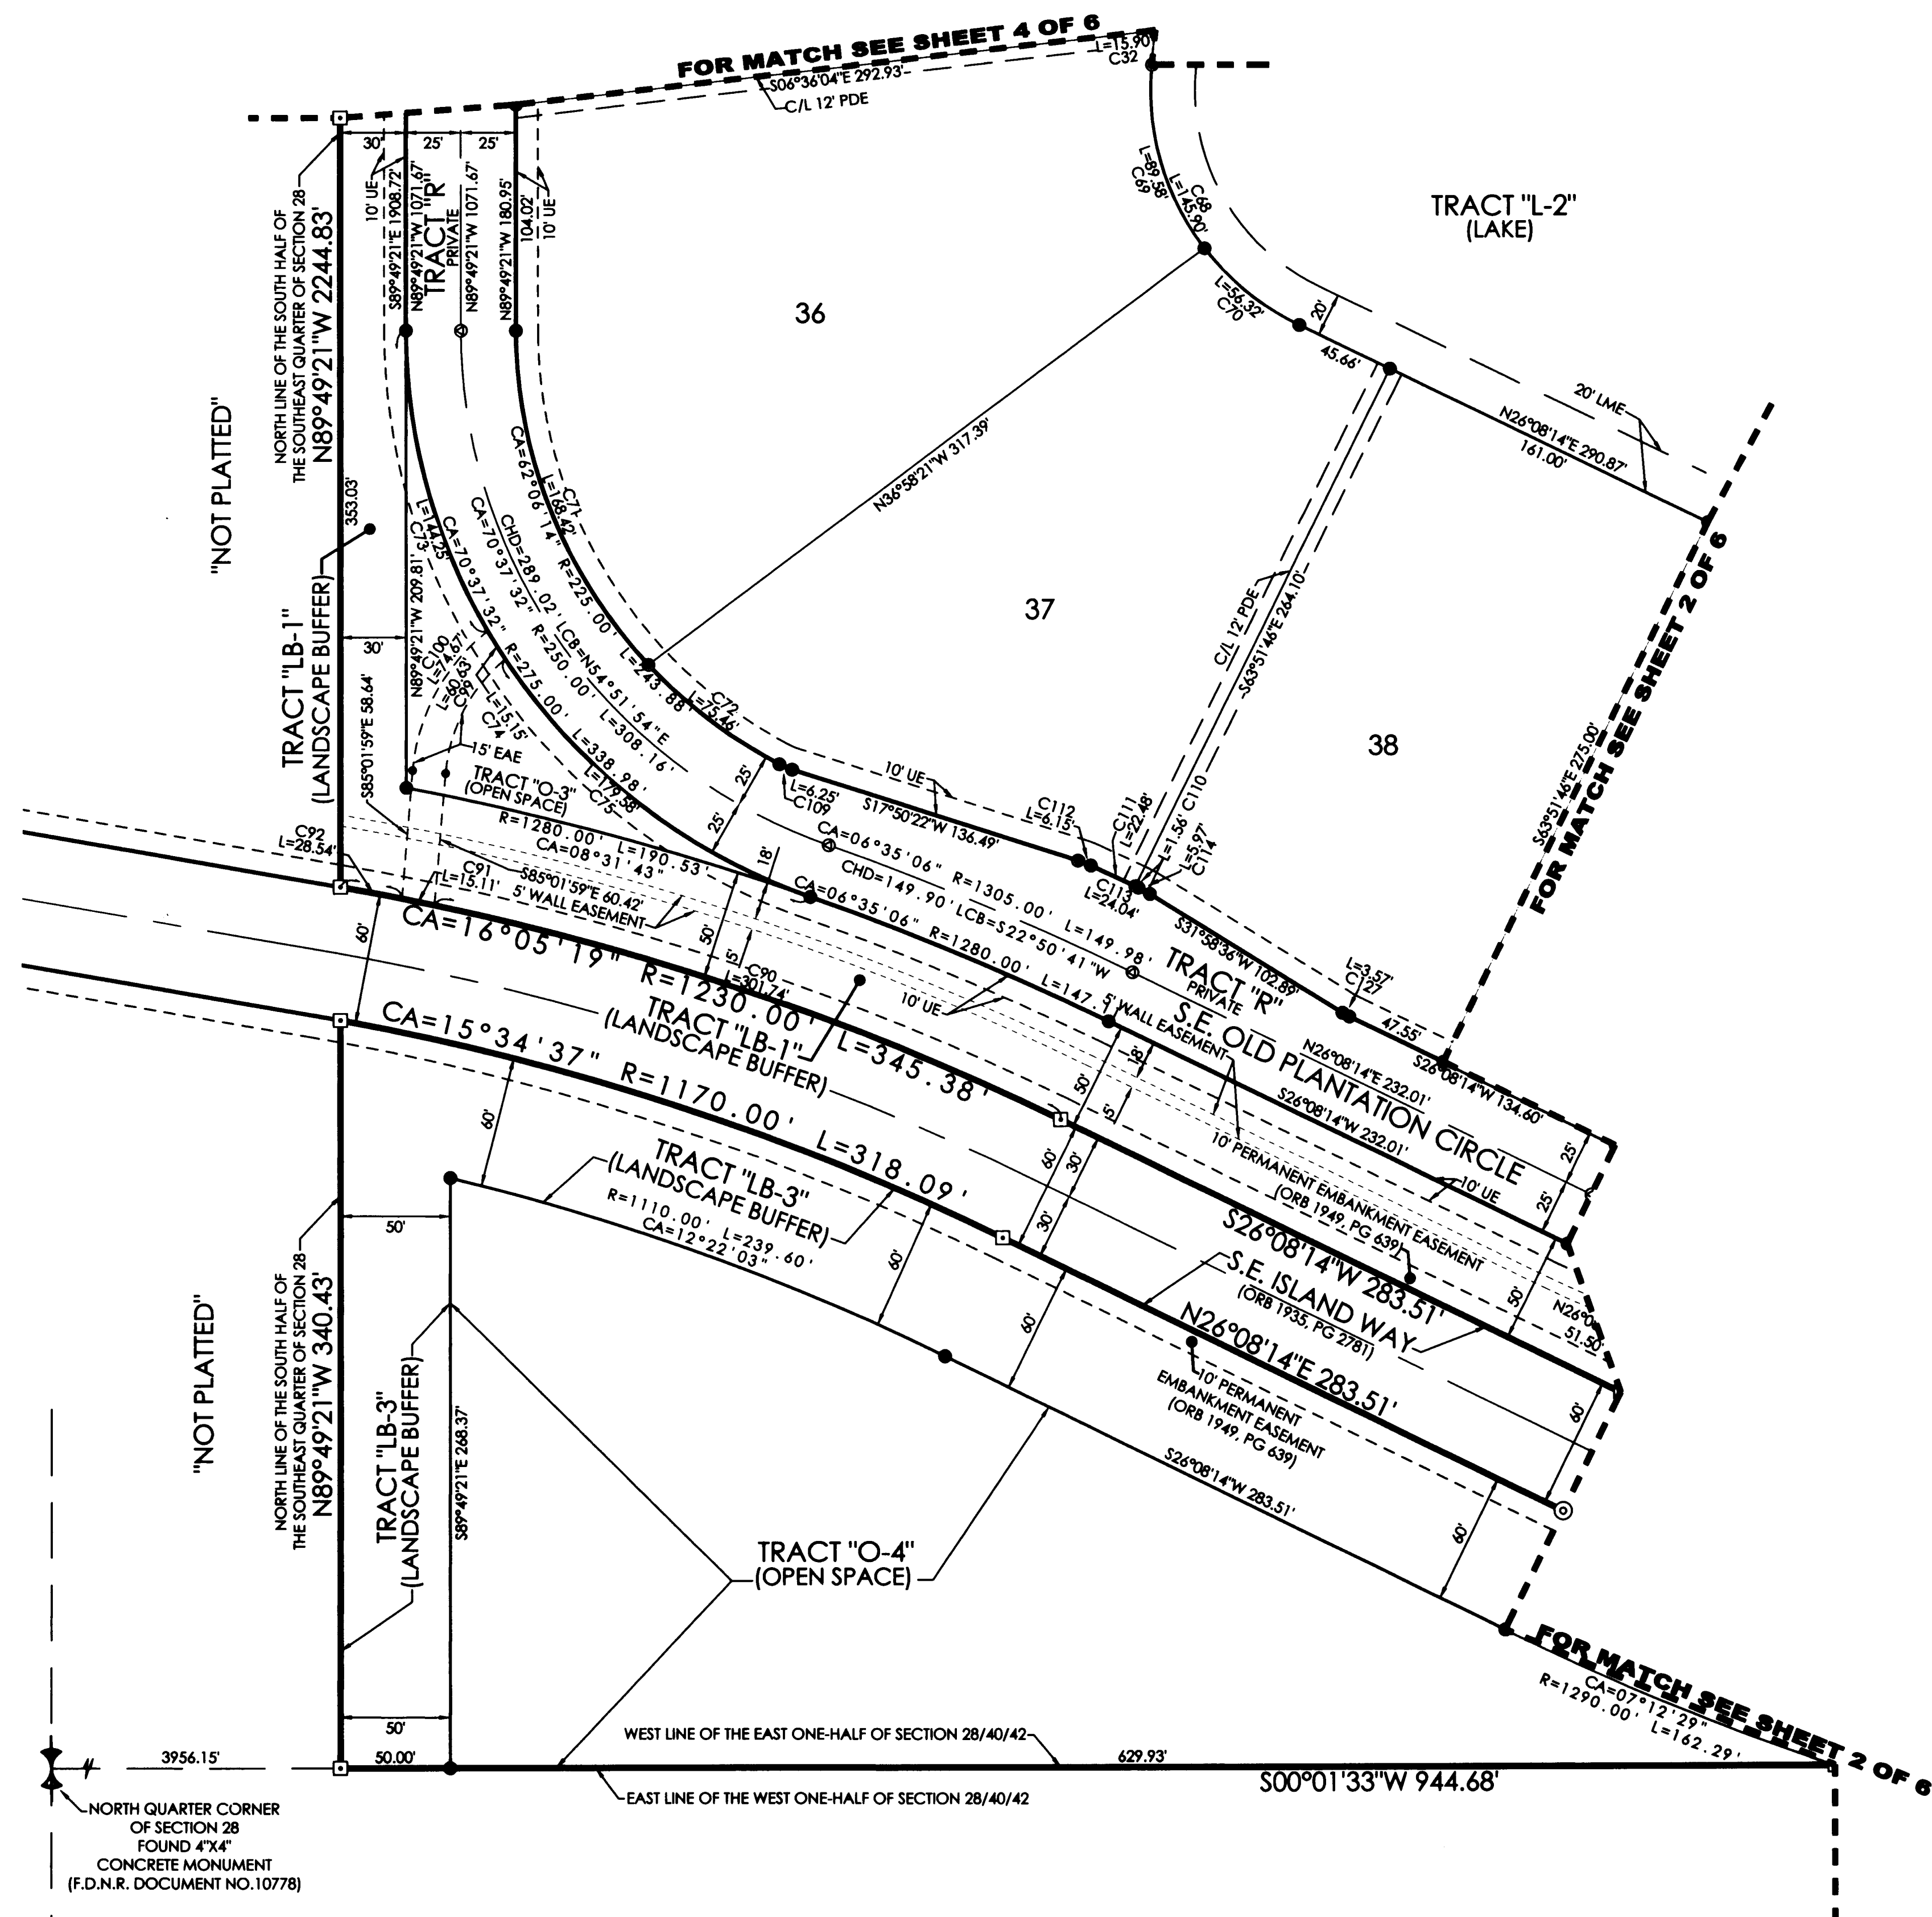 FOR MATCH SEE SHEET 4 OF 6
S06°36'04"E 292.93'
C/L 12' PDE
L=15.90'
C32
30'
25'
25'
10' UE
S89°49'21"E 1908.72'
N89°49'21"W 1071.67'
TRACT "R"
PRIVATE
N89°49'21"W 1071.67'
N89°49'21"W 180.95'
104.02'
10' UE
NORTH LINE OF THE SOUTH HALF OF
THE SOUTHEAST QUARTER OF SECTION 28
N89°49'21"W 2244.83'
"NOT PLATTED"
353.03'
TRACT "LB-1"
(LANDSCAPE BUFFER)
30'
36
L=89.58'
C69
C68
L=145.90'
TRACT "L-2"
(LAKE)
L=56.32'
C70
20'
45.66'
20' LME
N26°08'14"E 290.87'
161.00'
N36°58'21"W 317.39'
37
C/L 12' PDE
S63°51'46"E 264.10'
38
S63°51'46"E 275.00'
FOR MATCH SEE SHEET 2 OF 6
C71
L=168.42'
CA=62°06'14" R=225.00' L=243.88'
C72
L=75.46'
CHD=289.02' LCB=N54°51'54"E
CA=70°37'32" R=250.00' L=308.16'
L=144.25'
C73
CA=70°37'32" R=275.00' L=338.98'
N89°49'21"W 209.81'
C100
L=74.67'
L=60.63'
C99
L=15.15'
C74
15' EAE
L=179.58'
C75
TRACT "O-3"
(OPEN SPACE)
R=1280.00' L=190.53'
CA=08°31'43"
S85°01'59"E 58.64'
25'
25'
L=6.25'
C109
10' UE
S17°50'22"W 136.49'
C112
L=6.15'
C111
L=22.48'
L=1.56' C110
L=5.97'
C114
C113
L=24.04'
S31°58'36"W 102.89'
L=3.57'
C127
47.55'
S26°08'14"W 134.60'
C92
L=28.54'
C91
L=15.11'
S85°01'59"E 60.42'
5' WALL EASEMENT
18'
50'
5'
CA=06°35'06" R=1305.00' L=149.98'
CHD=149.90' LCB=S22°50'41"W
CA=06°35'06" R=1280.00' L=147.11'
TRACT "R"
PRIVATE
S.E. OLD PLANTATION CIRCLE
N26°08'14"E 232.01'
S26°08'14"W 232.01'
60'
CA=16°05'19" R=1230.00' L=345.38'
C90
L=301.74'
10' UE
TRACT "LB-1"
(LANDSCAPE BUFFER)
5' WALL EASEMENT
18'
50'
5'
10' PERMANENT EMBANKMENT EASEMENT
(ORB 1949, PG 639)
10' UE
25'
25'
50'
51.50'
CA=15°34'37" R=1170.00' L=318.09'
60'
60'
30'
30'
S26°08'14"W 283.51'
S.E. ISLAND WAY
(ORB 1935, PG 2781)
N26°08'14"E 283.51'
60'
TRACT "LB-3"
(LANDSCAPE BUFFER)
R=1110.00' L=239.60'
CA=12°22'03"
60'
60'
10' PERMANENT
EMBANKMENT EASEMENT
(ORB 1949, PG 639)
S26°08'14"W 283.51'
60'
50'
NORTH LINE OF THE SOUTH HALF OF
THE SOUTHEAST QUARTER OF SECTION 28
N89°49'21"W 340.43'
"NOT PLATTED"
TRACT "LB-3"
(LANDSCAPE BUFFER)
S89°49'21"E 268.37'
TRACT "O-4"
(OPEN SPACE)
FOR MATCH SEE SHEET 2 OF 6
CA=07°12'29"
R=1290.00' L=162.29'
50'
3956.15'
50.00'
WEST LINE OF THE EAST ONE-HALF OF SECTION 28/40/42
629.93'
S00°01'33"W 944.68'
EAST LINE OF THE WEST ONE-HALF OF SECTION 28/40/42
NORTH QUARTER CORNER
OF SECTION 28
FOUND 4"X4"
CONCRETE MONUMENT
(F.D.N.R. DOCUMENT NO.10778)